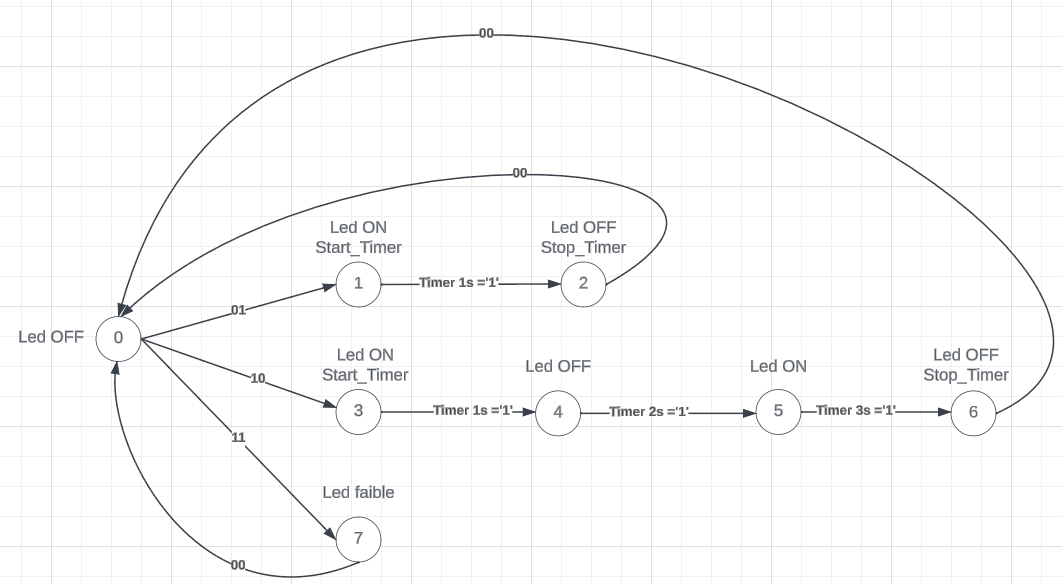 00
00
Led ON
Start_Timer
Led OFF
Stop_Timer
1
Timer 1s ='1'
2
01
Led OFF
0
Led ON
Start_Timer
Led OFF
Led ON
Led OFF
Stop_Timer
10
3
Timer 1s ='1'
4
Timer 2s ='1'
5
Timer 3s ='1'
6
11
Led faible
7
00